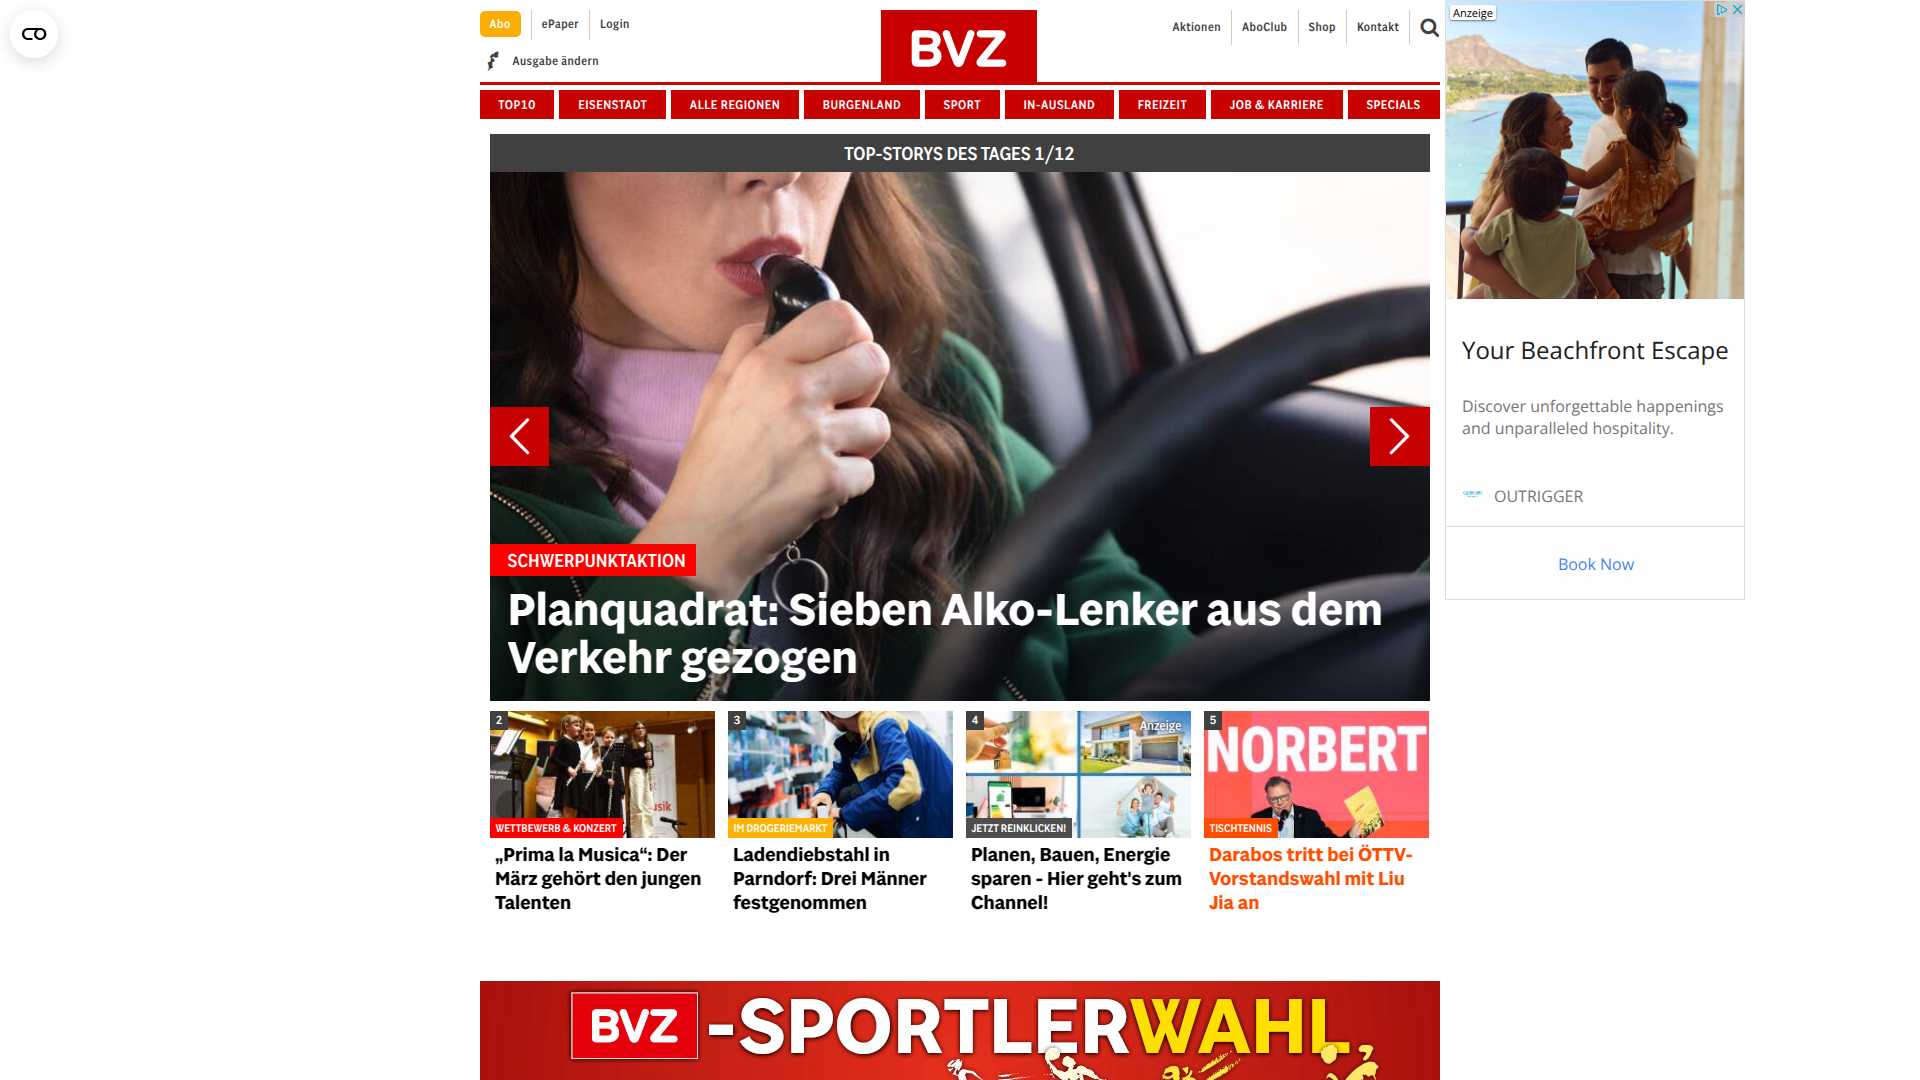 Abo
ePaper
Login
Ausgabe ändern
BVZ
Aktionen
AboClub
Shop
Kontakt
TOP10
EISENSTADT
ALLE REGIONEN
BURGENLAND
SPORT
IN-AUSLAND
FREIZEIT
JOB & KARRIERE
SPECIALS
TOP-STORYS DES TAGES 1/12
SCHWERPUNKTAKTION
Planquadrat: Sieben Alko-Lenker aus dem
Verkehr gezogen
2
WETTBEWERB & KONZERT
„Prima la Musica“: Der
März gehört den jungen
Talenten
3
IM DROGERIEMARKT
Ladendiebstahl in
Parndorf: Drei Männer
festgenommen
4
Anzeige
JETZT REINKLICKEN!
Planen, Bauen, Energie
sparen - Hier geht's zum
Channel!
5
NORBERT
TISCHTENNIS
Darabos tritt bei ÖTTV-
Vorstandswahl mit Liu
Jia an
BVZ-SPORTLERWAHL
Anzeige
Your Beachfront Escape
Discover unforgettable happenings
and unparalleled hospitality.
OUTRIGGER
Book Now